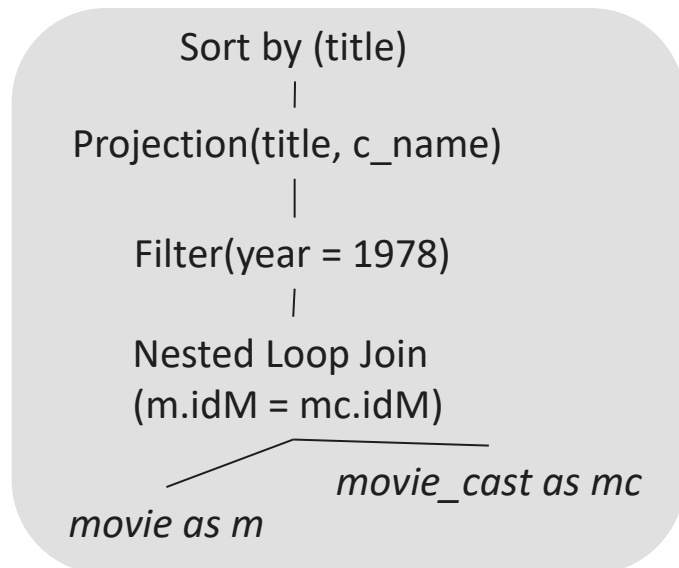 Sort by (title)
Projection(title, c_name)
Filter(year = 1978)
Nested Loop Join
(m.idM = mc.idM)
movie_cast as mc
movie as m